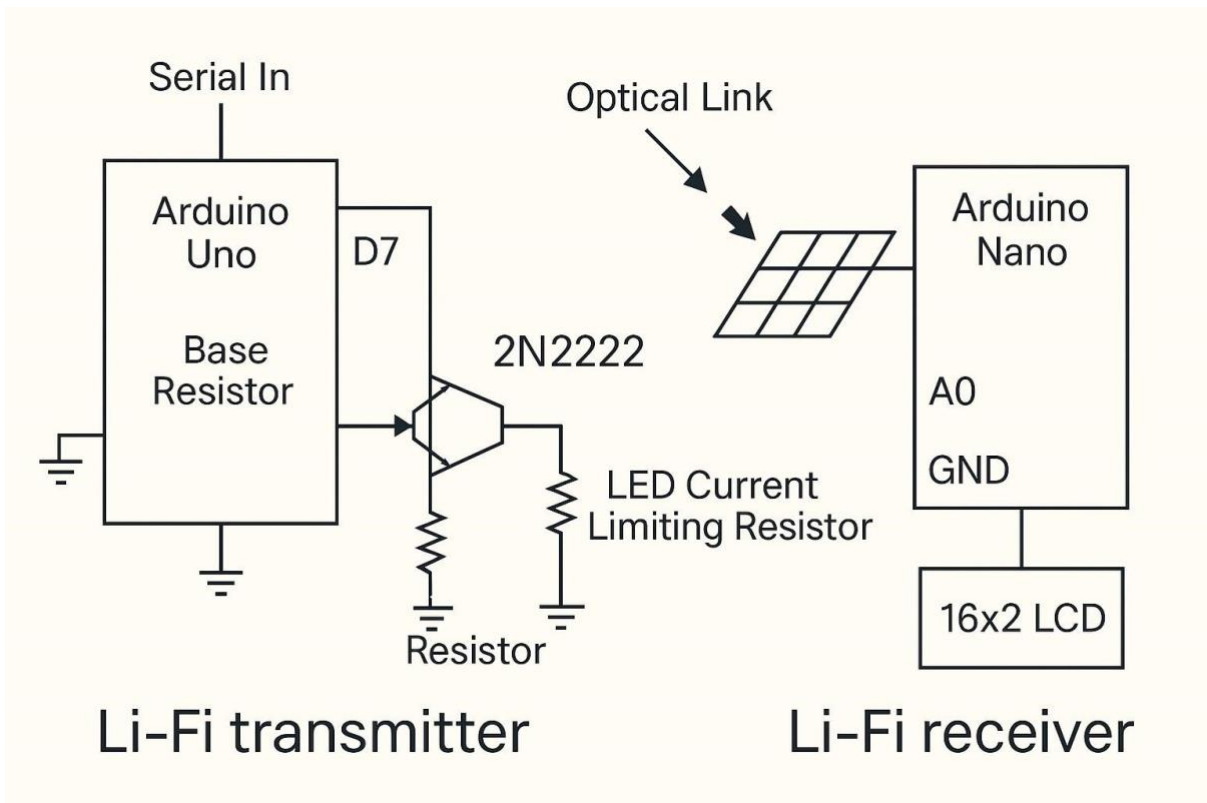 Serial In
Optical Link
Arduino
Uno
D7
Base
Resistor
2N2222
LED Current
Limiting Resistor
Resistor
Li-Fi transmitter
Arduino
Nano
A0
GND
16x2 LCD
Li-Fi receiver